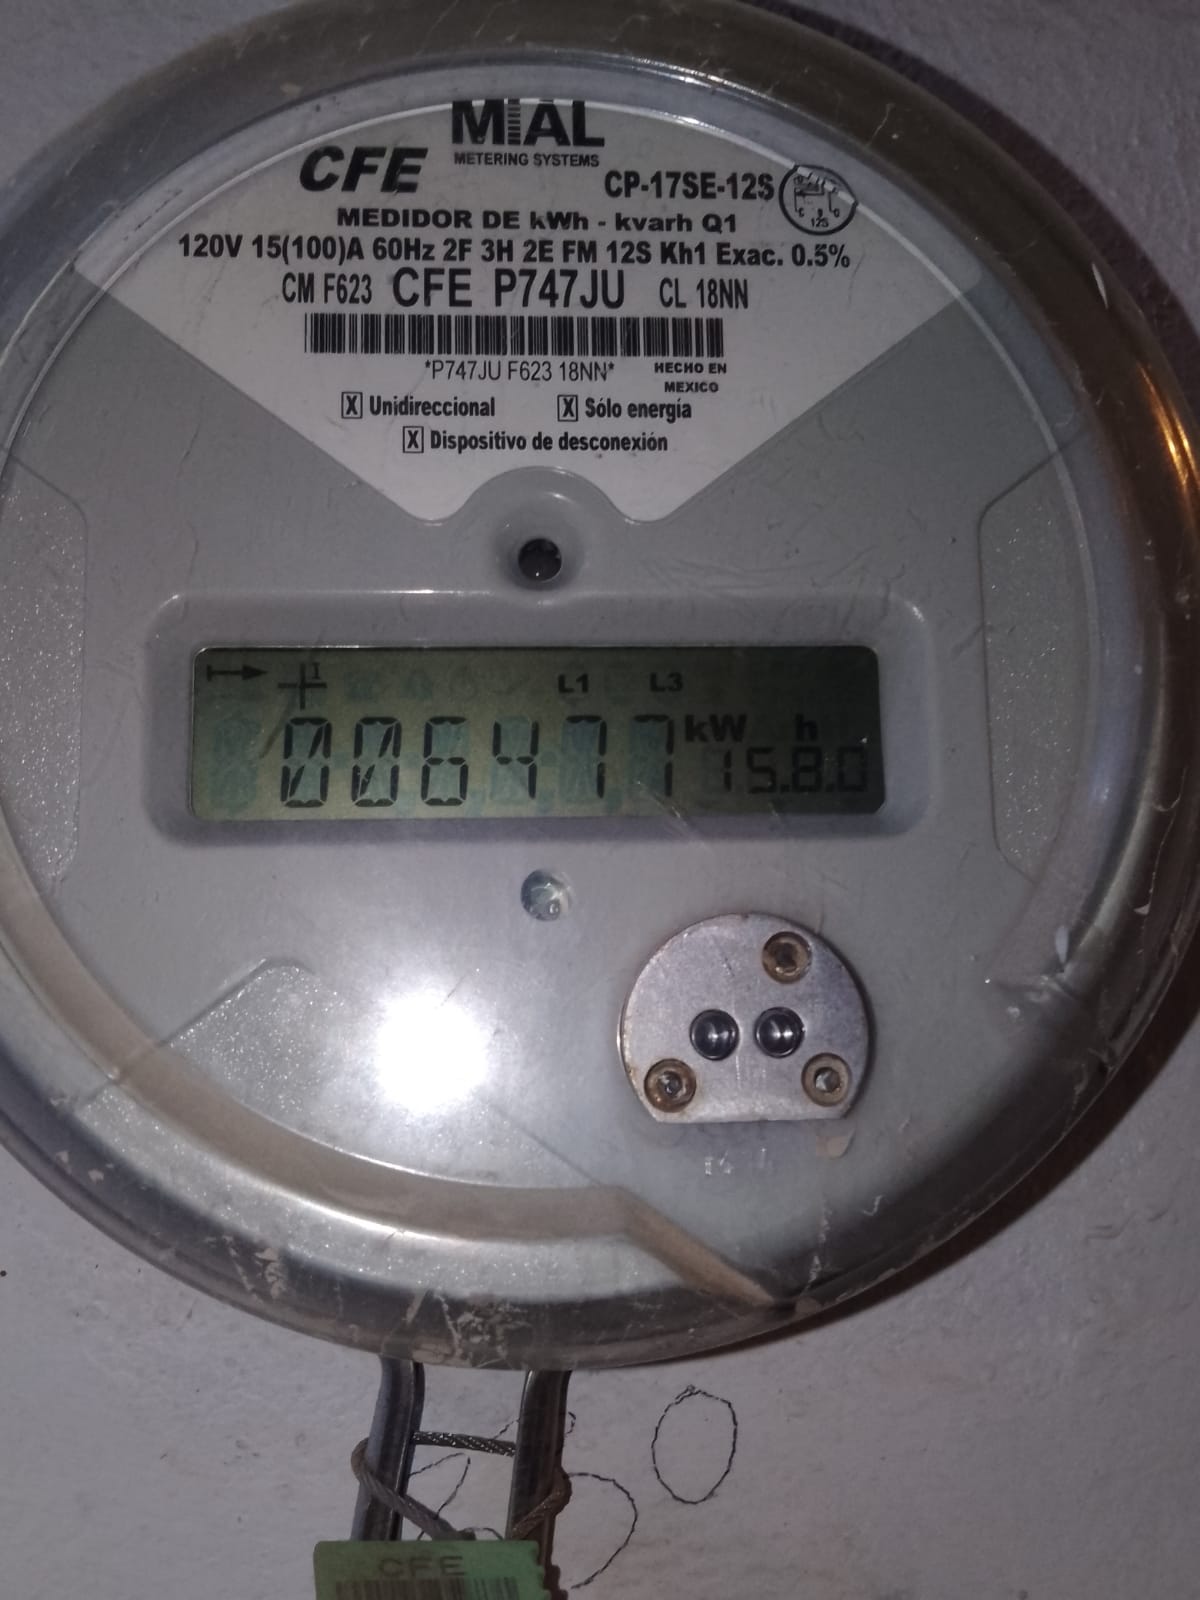 MIAL
METERING SYSTEMS
CFE
CP-17SE-12S
12S
MEDIDOR DE kWh - kvarh Q1
120V 15(100)A 60Hz 2F 3H 2E FM 12S Kh1 Exac. 0.5%
CM F623 CFE P747JU CL 18NN
*P747JU F623 18NN*
HECHO EN
MEXICO
X Unidireccional X Sólo energía
X Dispositivo de desconexión
L1 L3
006477 kW h
15.8.0
CFE